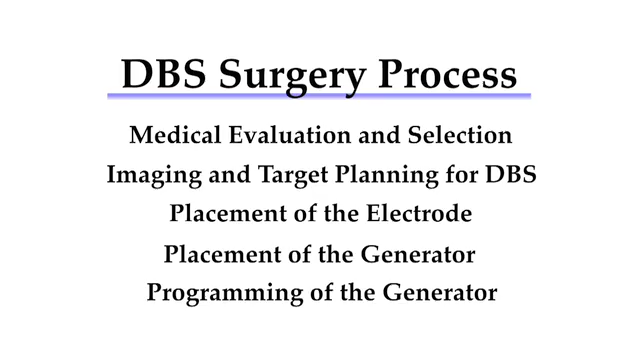 DBS Surgery Process
Medical Evaluation and Selection
Imaging and Target Planning for DBS
Placement of the Electrode
Placement of the Generator
Programming of the Generator